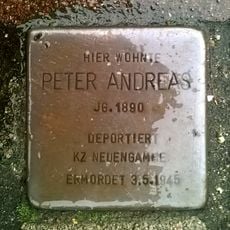 HIER WOHNTE
PETER ANDREAS
JG. 1890
DEPORTIERT
KZ NEUENGAMME
ERMORDET 3.5.1945